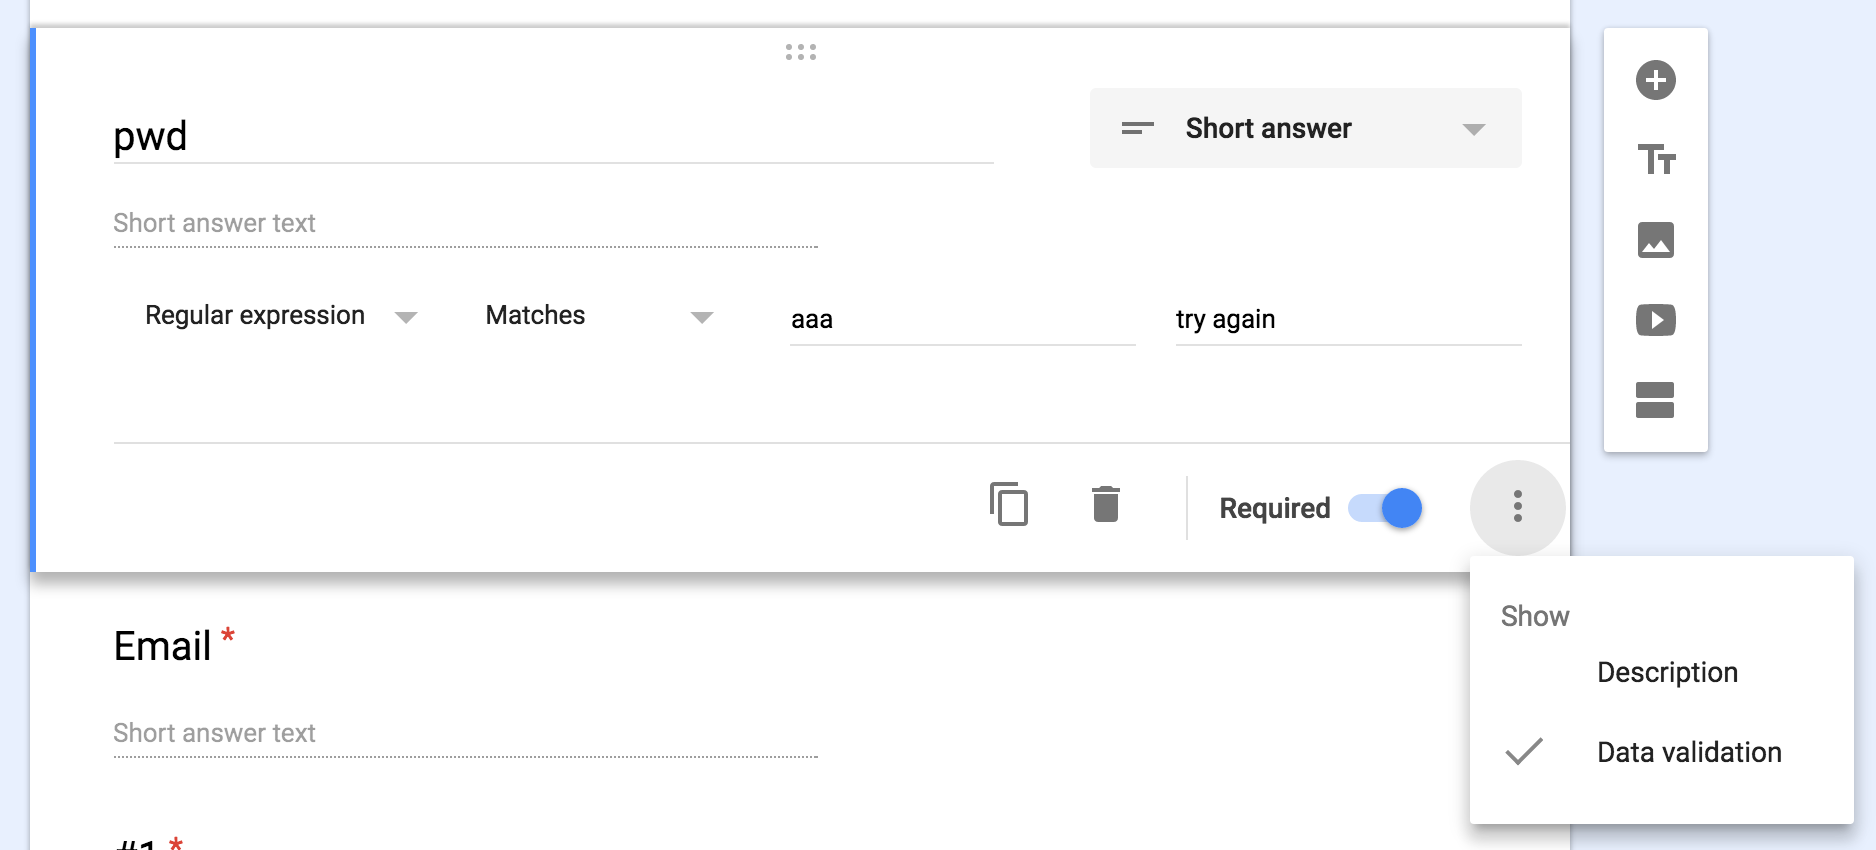 pwd
Short answer
Short answer text
Regular expression
Matches
aaa
try again
Required
Show
Description
Data validation
Email *
Short answer text
#1 *